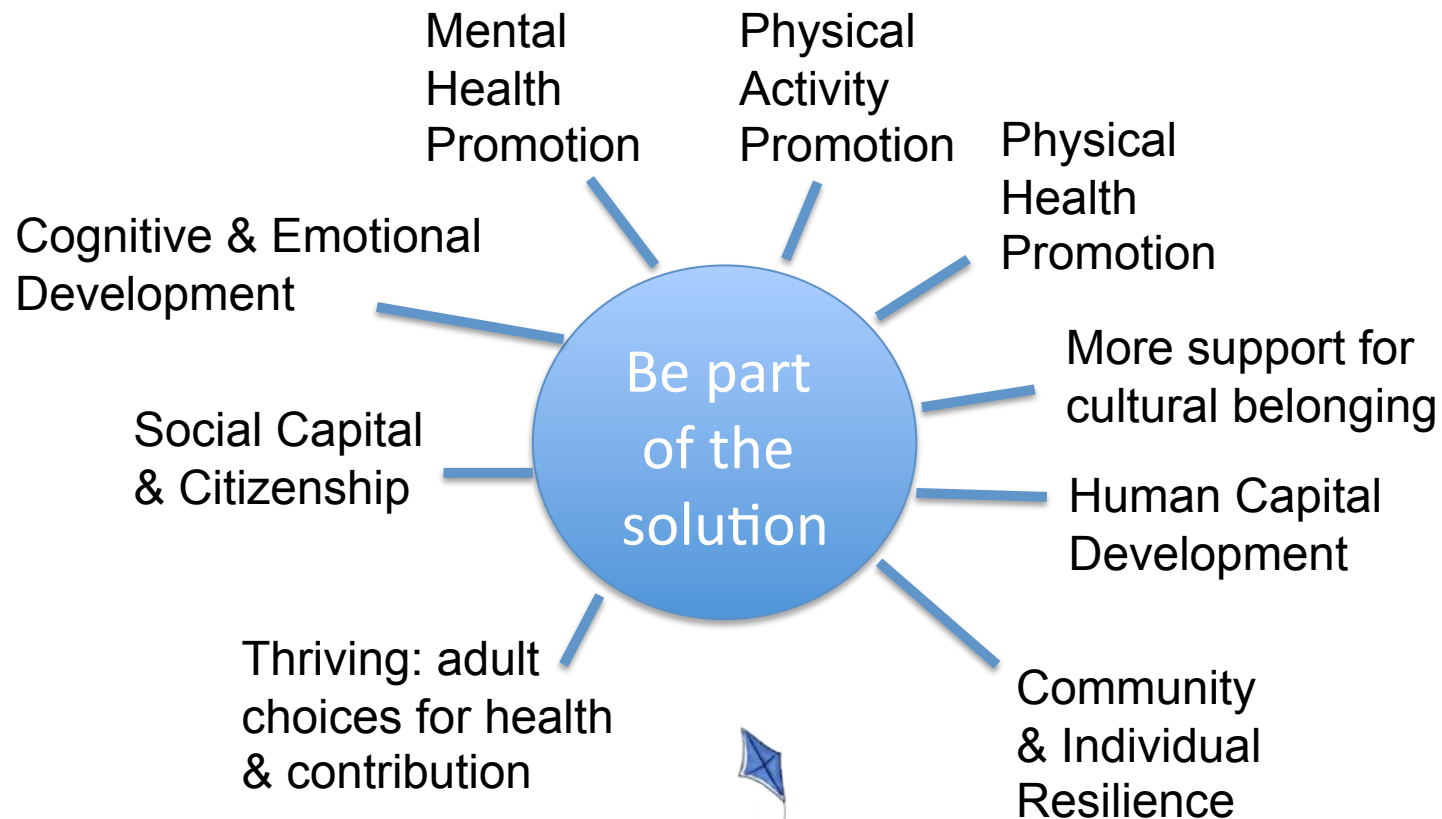 Mental
Health
Promotion
Physical
Activity
Promotion
Physical
Health
Promotion
Cognitive & Emotional
Development
More support for
cultural belonging
Be part
of the
solution
Social Capital
& Citizenship
Human Capital
Development
Thriving: adult
choices for health
& contribution
Community
& Individual
Resilience